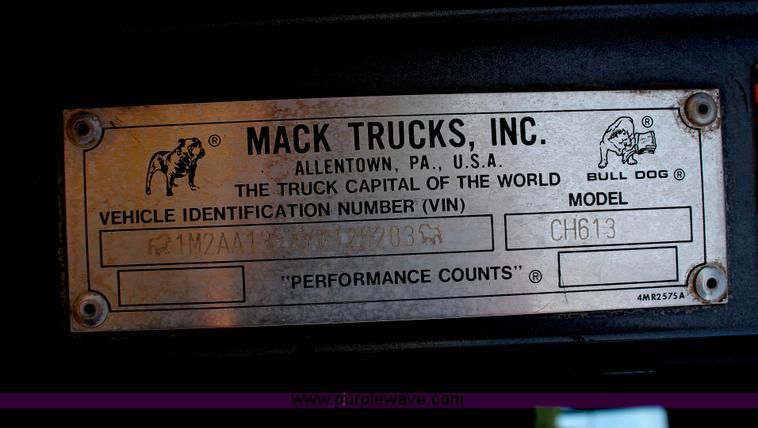 MACK TRUCKS, INC.
ALLENTOWN, PA., U.S.A.
THE TRUCK CAPITAL OF THE WORLD
BULL DOG ®
VEHICLE IDENTIFICATION NUMBER (VIN)
MODEL
CH613
"PERFORMANCE COUNTS" ®
4MR2575A
www.purplewave.com